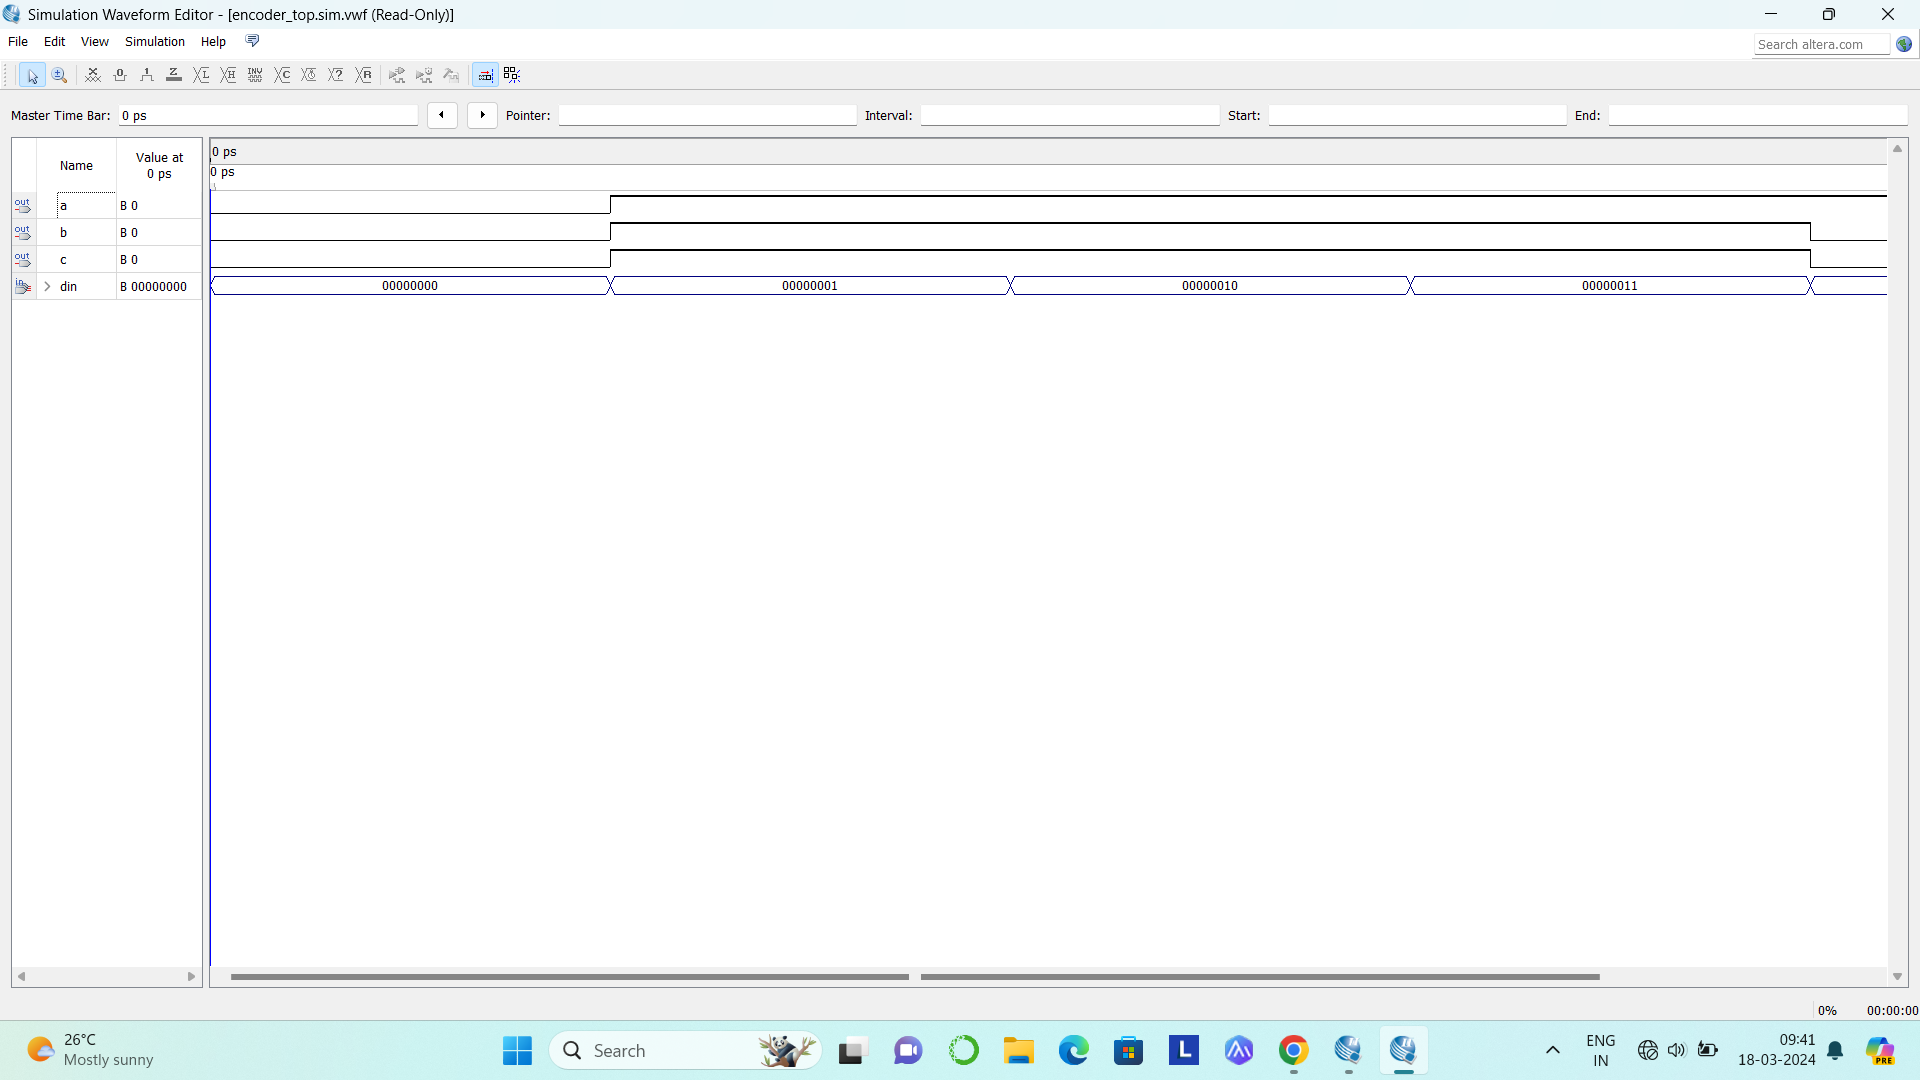 Simulation Waveform Editor - [encoder_top.sim.vwf (Read-Only)]
File Edit View Simulation Help
Search altera.com
Master Time Bar: 0 ps Pointer: Interval: Start: End:
Name Value at 0 ps
0 ps
0 ps
out a B 0
out b B 0
out c B 0
in din B 00000000 00000000 00000001 00000010 00000011
0% 00:00:00
26°C
Mostly sunny
Search
ENG
IN
09:41
18-03-2024
PRE